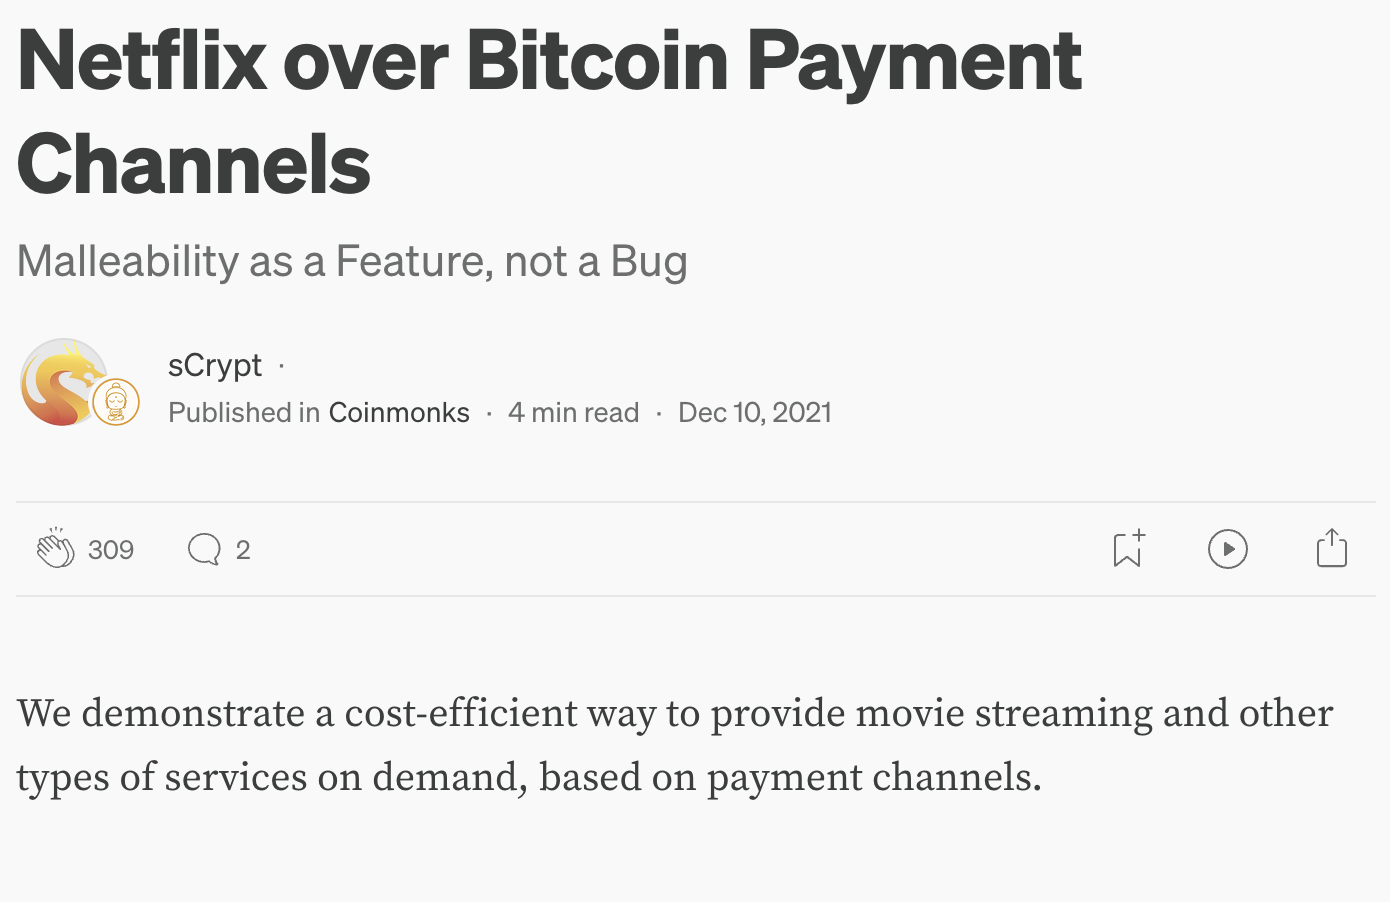 Netflix over Bitcoin Payment
Channels
Malleability as a Feature, not a Bug
sCrypt ·
Published in Coinmonks · 4 min read · Dec 10, 2021
309 2
We demonstrate a cost-efficient way to provide movie streaming and other
types of services on demand, based on payment channels.